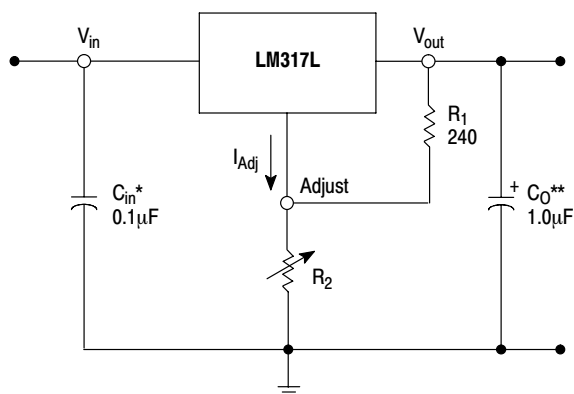 V_in
LM317L
V_out
R_1
240
I_Adj
Adjust
C_in*
0.1μF
+
C_O**
1.0μF
R_2